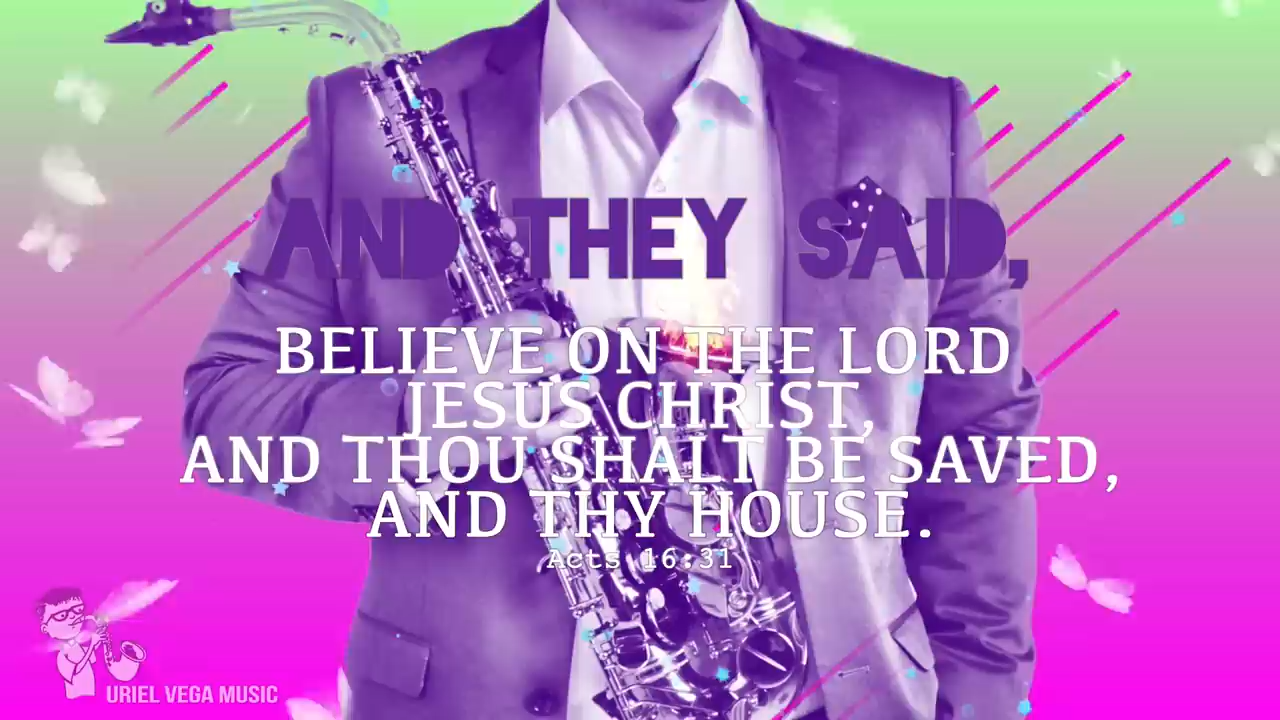 AND THEY SAID,
BELIEVE ON THE LORD
JESUS CHRIST,
AND THOU SHALT BE SAVED,
AND THY HOUSE.
Acts 16:31
URIEL VEGA MUSIC